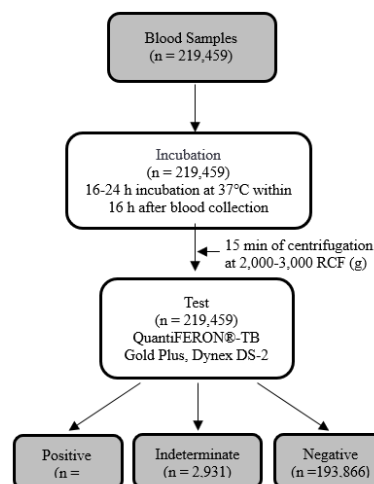 Blood Samples
(n = 219,459)
Incubation
(n = 219,459)
16-24 h incubation at 37°C within
16 h after blood collection
15 min of centrifugation
at 2,000-3,000 RCF (g)
Test
(n = 219,459)
QuantiFERON®-TB
Gold Plus, Dynex DS-2
Positive
(n =
Indeterminate
(n = 2.931)
Negative
(n =193.866)